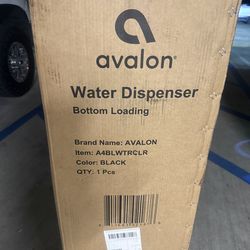 avalon®
Water Dispenser
Bottom Loading
Brand Name: AVALON
Item: A4BLWTRCLR
Color: BLACK
QTY: 1 Pcs